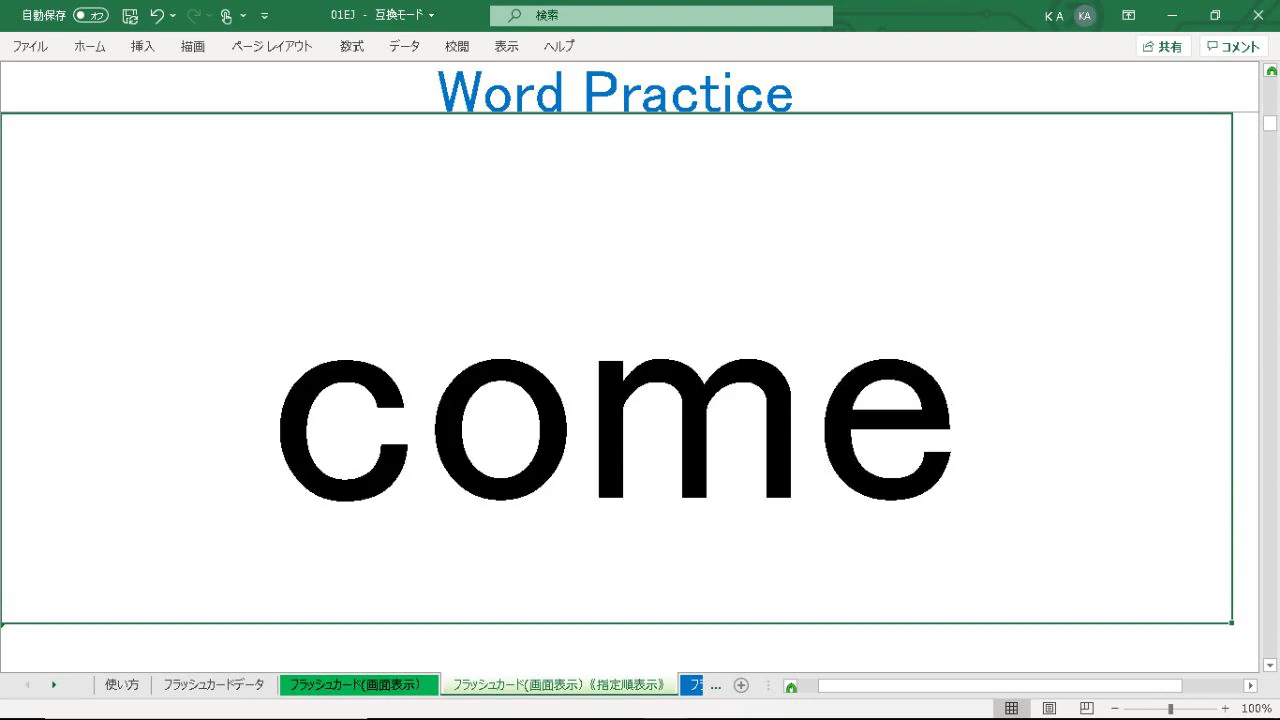 自動保存 オフ 01EJ - 互換モード 検索 K A KA
ファイル ホーム 挿入 描画 ページ レイアウト 数式 データ 校閲 表示 ヘルプ 共有 コメント
Word Practice
come
使い方 フラッシュカードデータ フラッシュカード(画面表示) フラッシュカード(画面表示)《指定順表示》 フラ ...
100%